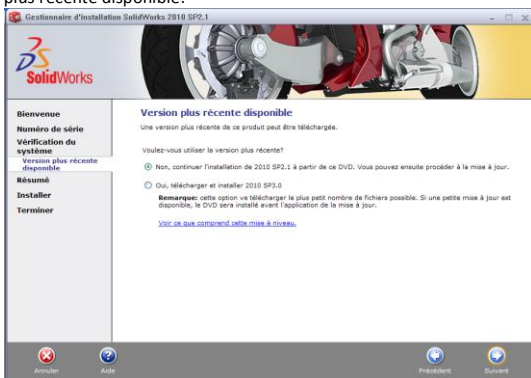 plus récente disponible.
Gestionnaire d'installation SolidWorks 2010 SP2.1
SolidWorks
Bienvenue
Numéro de série
Vérification du
système
Version plus récente
disponible
Résumé
Installer
Terminer
Version plus récente disponible
Une version plus récente de ce produit peut être téléchargée.
Voulez-vous utiliser la version plus récente?
Non, continuer l'installation de 2010 SP2.1 à partir de ce DVD. Vous pouvez ensuite procéder à la mise à jour.
Oui, télécharger et installer 2010 SP3.0
Remarque: cette option va télécharger le plus petit nombre de fichiers possible. Si une petite mise à jour est
disponible, le DVD sera installé avant l'application de la mise à jour.
Voir ce que comprend cette mise à niveau.
Annuler
Aide
Précédent
Suivant